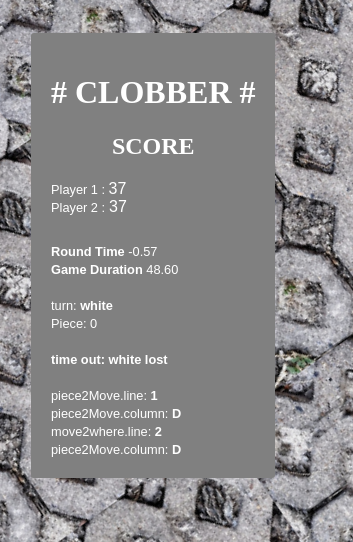 # CLOBBER #
SCORE
Player 1 : 37
Player 2 : 37
Round Time -0.57
Game Duration 48.60
turn: white
Piece: 0
time out: white lost
piece2Move.line: 1
piece2Move.column: D
move2where.line: 2
piece2Move.column: D